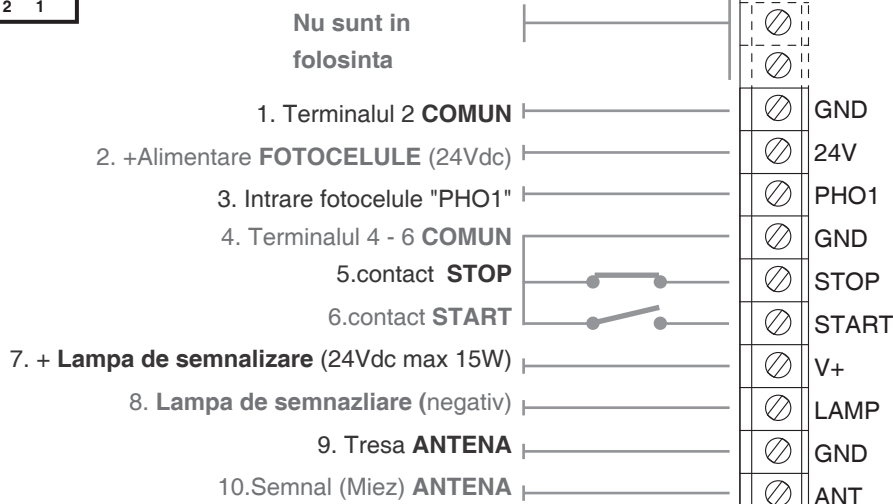 2 1
Nu sunt in
folosinta
1. Terminalul 2 COMUN GND
2. +Alimentare FOTOCELULE (24Vdc) 24V
3. Intrare fotocelule "PHO1" PHO1
4. Terminalul 4 - 6 COMUN GND
5.contact STOP STOP
6.contact START START
7. + Lampa de semnalizare (24Vdc max 15W) V+
8. Lampa de semnazliare (negativ) LAMP
9. Tresa ANTENA GND
10.Semnal (Miez) ANTENA ANT